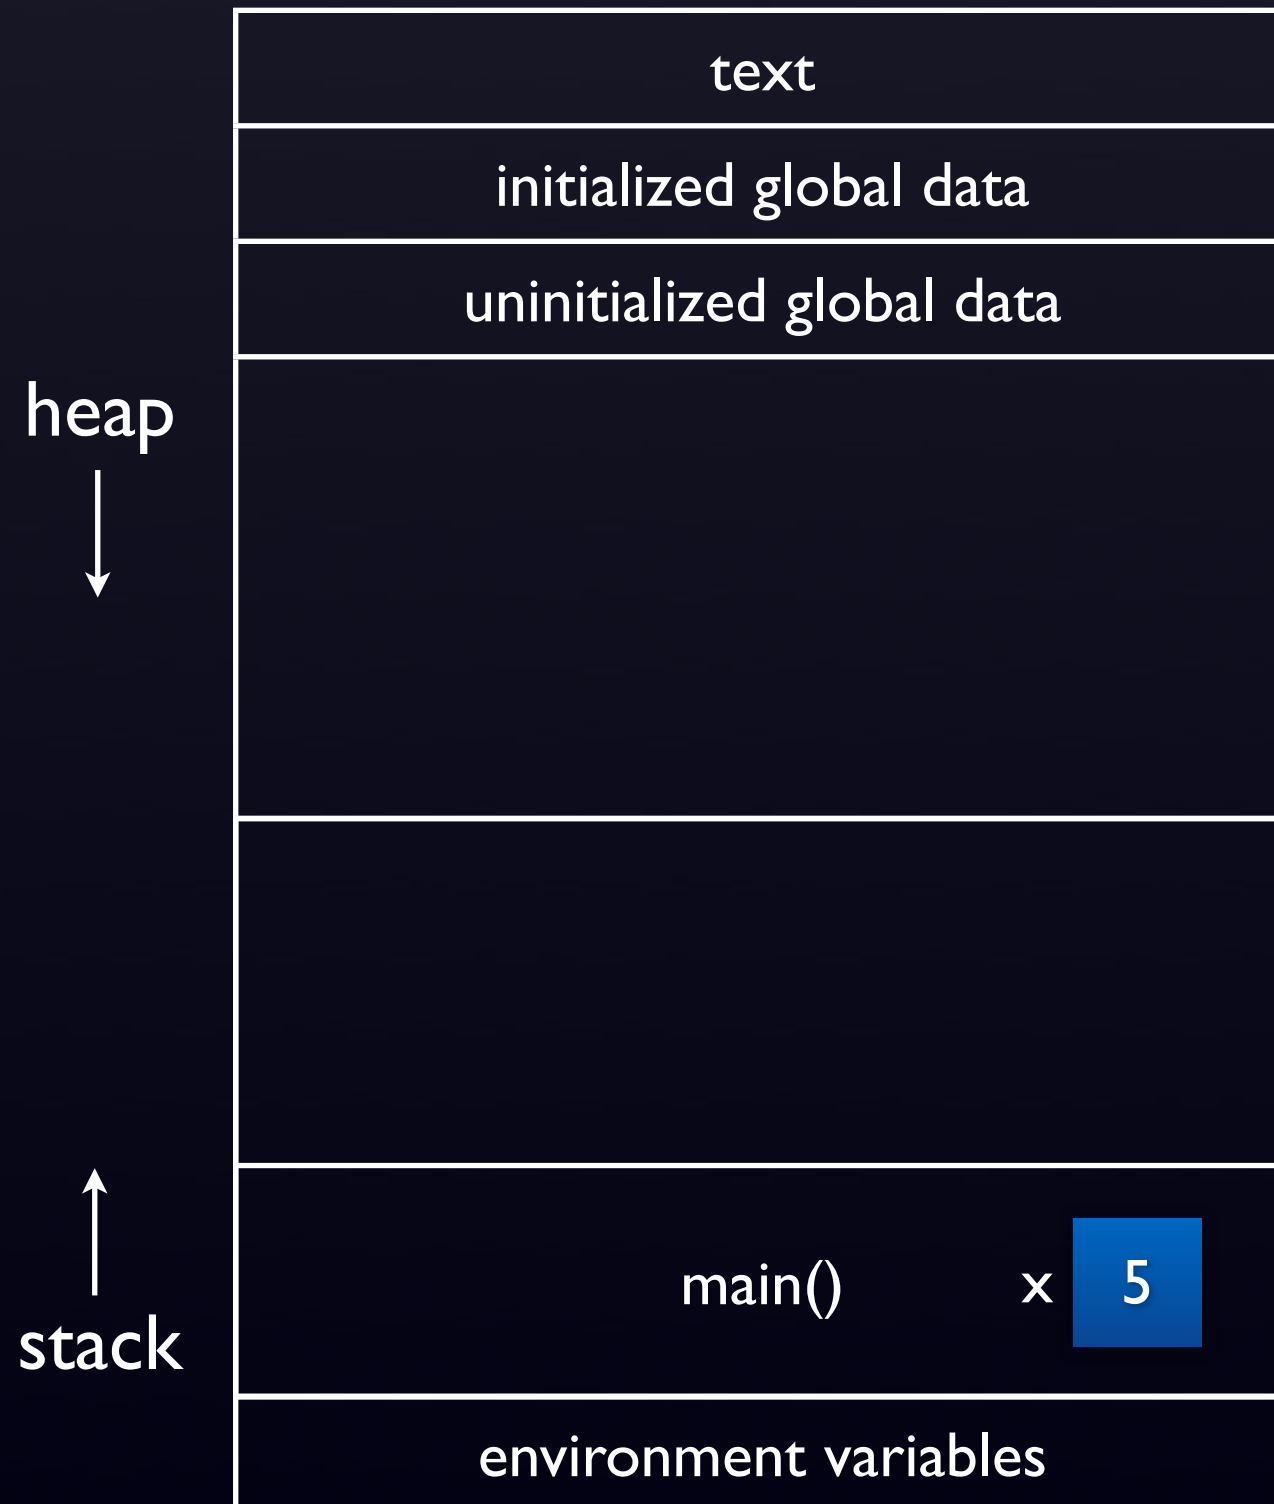 text
initialized global data
uninitialized global data
heap
main() x 5
stack
environment variables